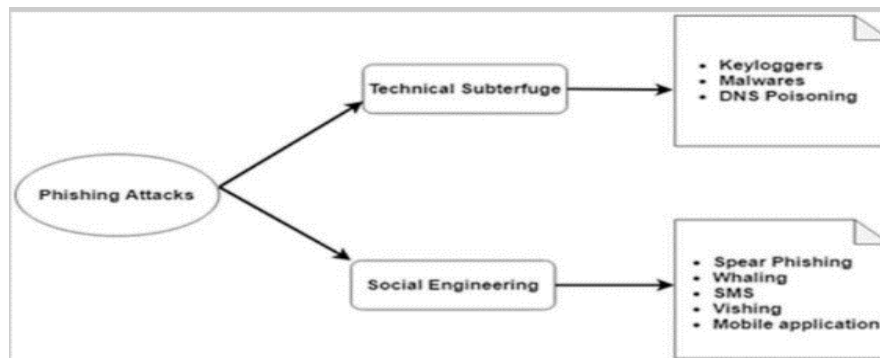 Phishing Attacks
Technical Subterfuge
• Keyloggers
• Malwares
• DNS Poisoning
Social Engineering
• Spear Phishing
• Whaling
• SMS
• Vishing
• Mobile application